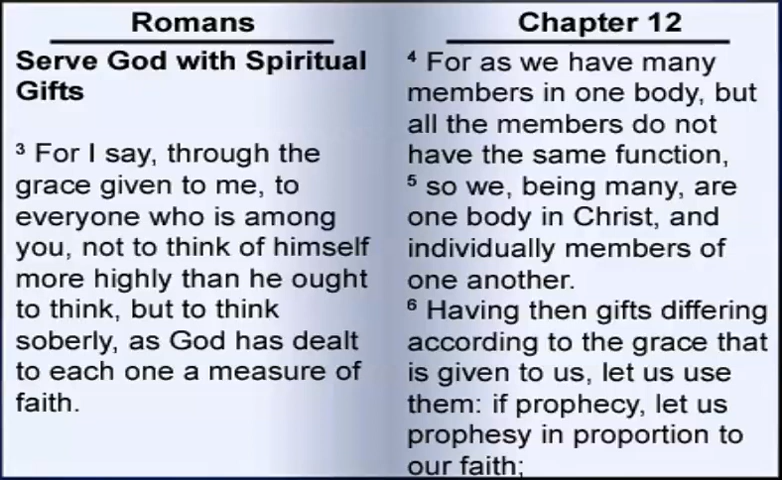 Romans
Serve God with Spiritual
Gifts
³ For I say, through the
grace given to me, to
everyone who is among
you, not to think of himself
more highly than he ought
to think, but to think
soberly, as God has dealt
to each one a measure of
faith.
Chapter 12
⁴ For as we have many
members in one body, but
all the members do not
have the same function,
⁵ so we, being many, are
one body in Christ, and
individually members of
one another.
⁶ Having then gifts differing
according to the grace that
is given to us, let us use
them: if prophecy, let us
prophesy in proportion to
our faith;